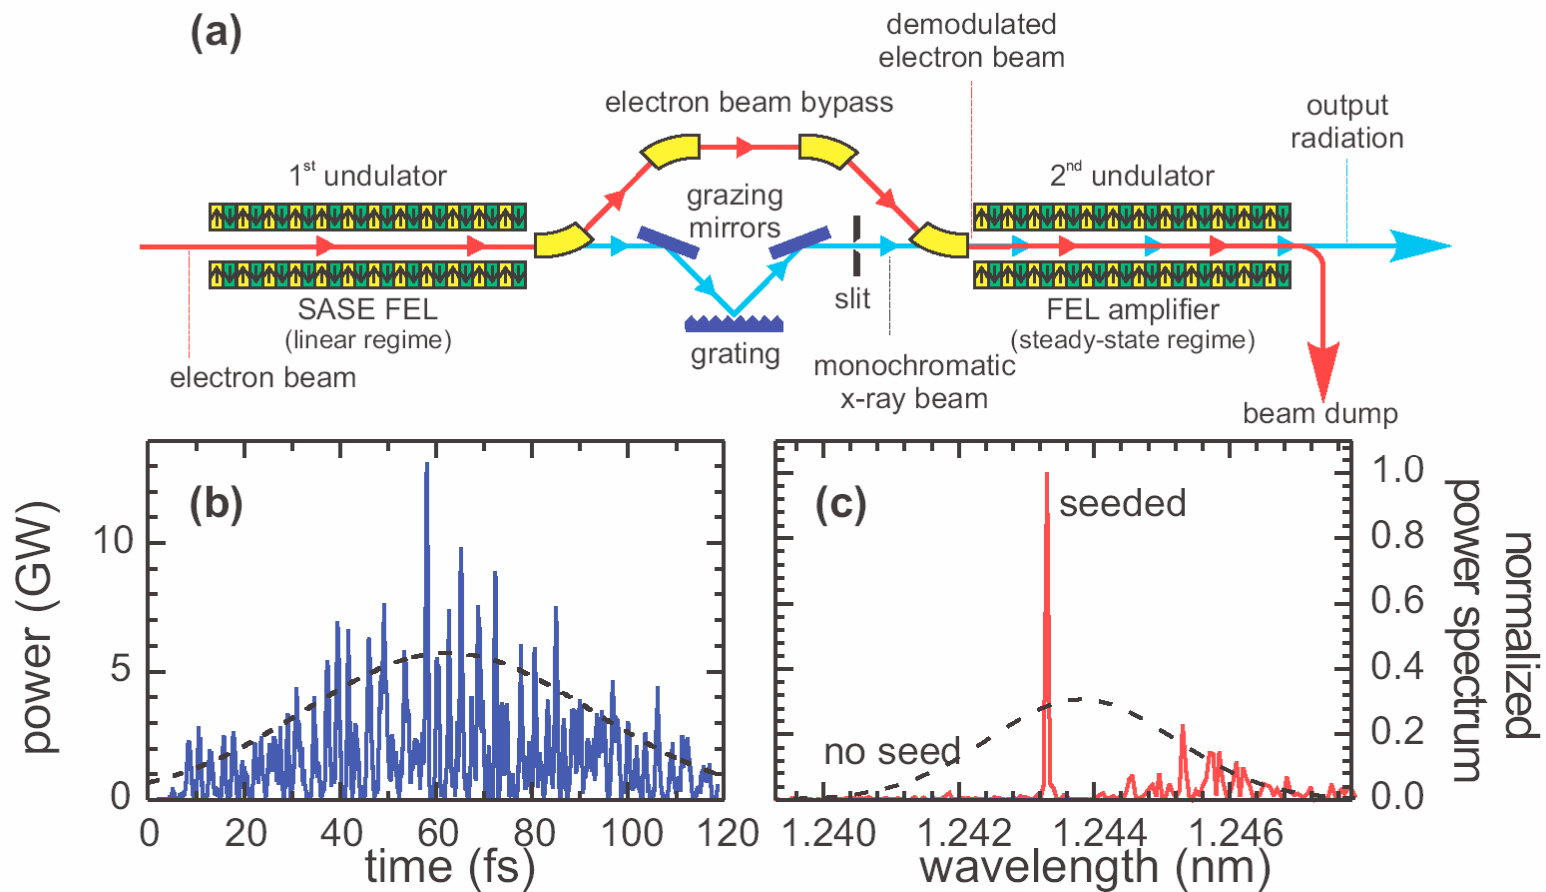 (a)
demodulated
electron beam
electron beam bypass
output
radiation
1st undulator
grazing
mirrors
2nd undulator
slit
SASE FEL
(linear regime)
grating
FEL amplifier
(steady-state regime)
electron beam
monochromatic
x-ray beam
beam dump
(b)
power (GW)
10
5
0
0 20 40 60 80 100 120
time (fs)
(c)
seeded
no seed
1.0
0.8
0.6
0.4
0.2
0.0
normalized
power spectrum
1.240 1.242 1.244 1.246
wavelength (nm)